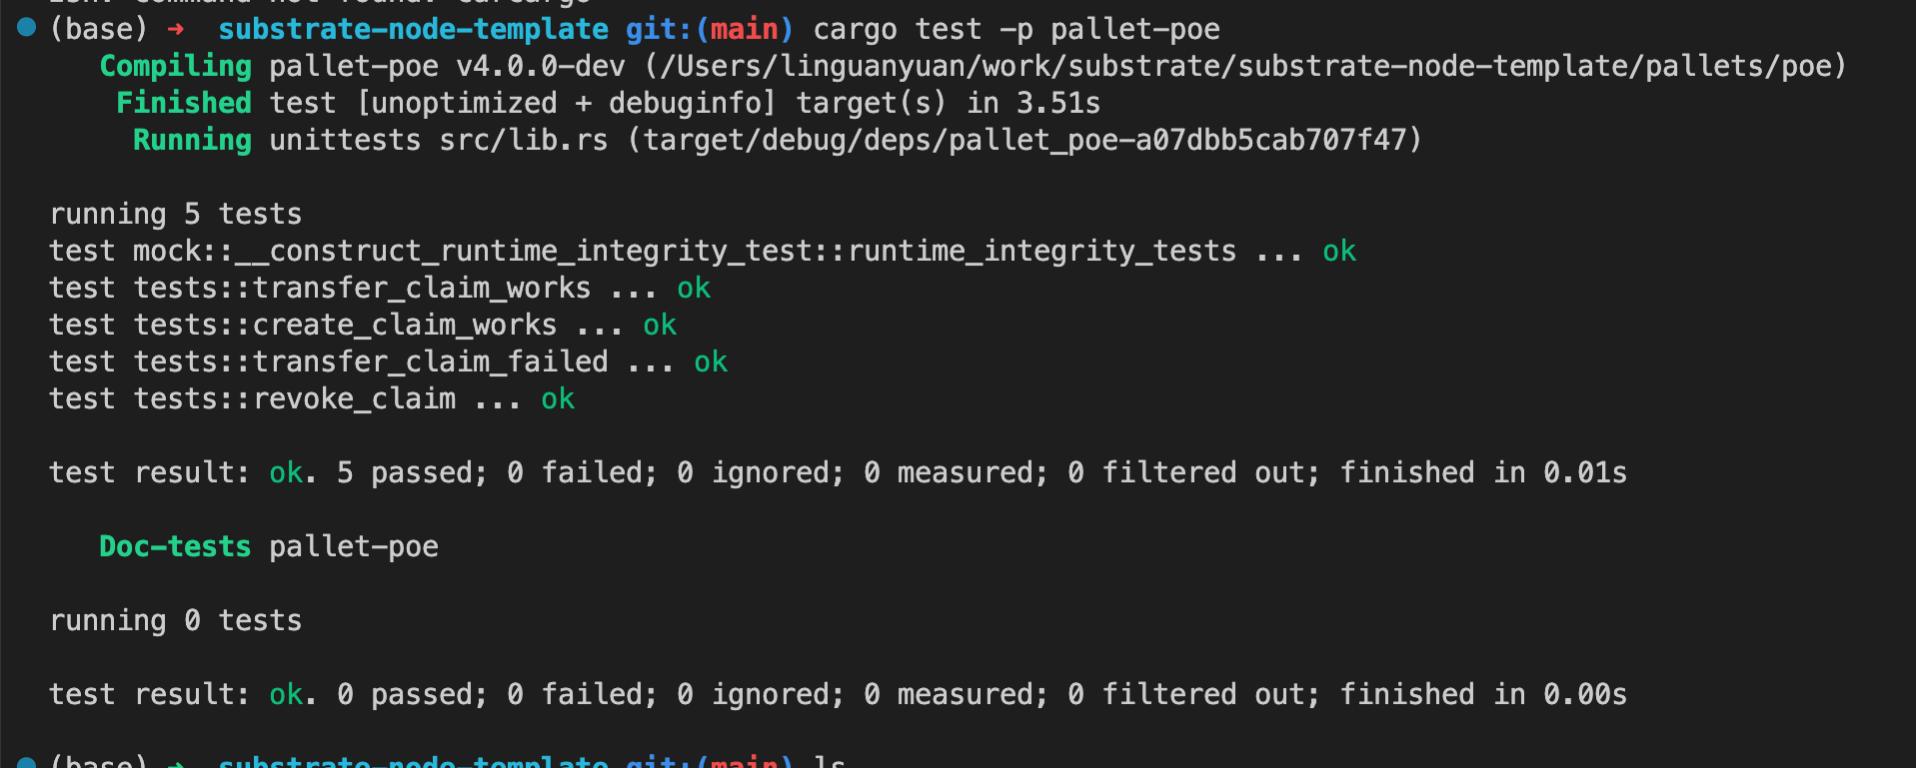 (base) ➜  substrate-node-template git:(main) cargo test -p pallet-poe
Compiling pallet-poe v4.0.0-dev (/Users/linguanyuan/work/substrate/substrate-node-template/pallets/poe)
Finished test [unoptimized + debuginfo] target(s) in 3.51s
Running unittests src/lib.rs (target/debug/deps/pallet_poe-a07dbb5cab707f47)
running 5 tests
test mock::__construct_runtime_integrity_test::runtime_integrity_tests ... ok
test tests::transfer_claim_works ... ok
test tests::create_claim_works ... ok
test tests::transfer_claim_failed ... ok
test tests::revoke_claim ... ok
test result: ok. 5 passed; 0 failed; 0 ignored; 0 measured; 0 filtered out; finished in 0.01s
Doc-tests pallet-poe
running 0 tests
test result: ok. 0 passed; 0 failed; 0 ignored; 0 measured; 0 filtered out; finished in 0.00s
(base) ➜  substrate-node-template git:(main) ls